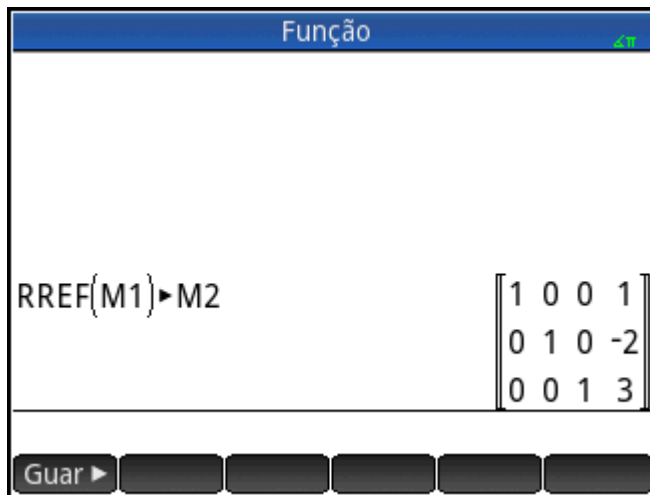 Função
∡π
RREF(M1)▶M2
1 0 0 1
0 1 0 -2
0 0 1 3
Guar ▶